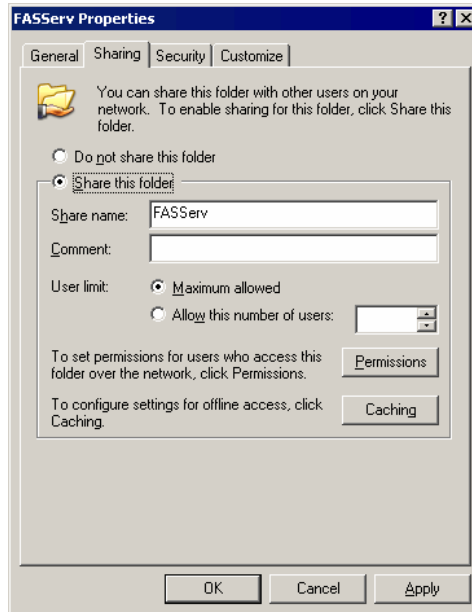 FASServ Properties
General Sharing Security Customize
You can share this folder with other users on your
network. To enable sharing for this folder, click Share this
folder.
Do not share this folder
Share this folder
Share name: FASServ
Comment:
User limit: Maximum allowed
Allow this number of users:
To set permissions for users who access this
folder over the network, click Permissions.
Permissions
To configure settings for offline access, click
Caching.
Caching
OK Cancel Apply